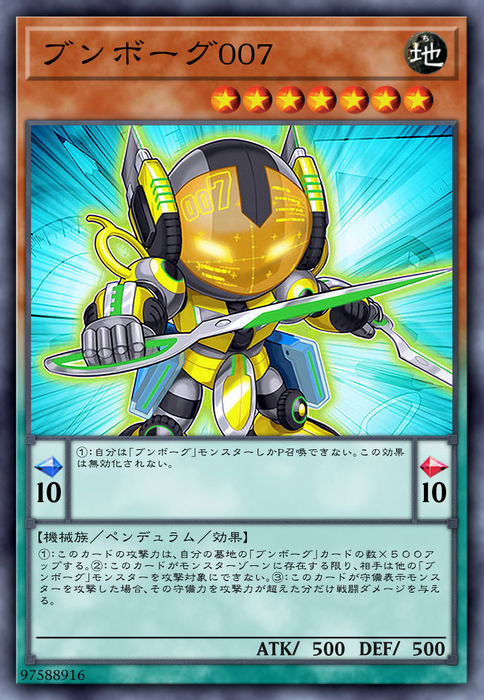 ブンボーグ007
ち
地
007
①:自分は「ブンボーグ」モンスターしかP召喚できない。この効果
は無効化されない。
10
10
【機械族/ペンデュラム/効果】
①:このカードの攻撃力は、自分の墓地の「ブンボーグ」カードの数×500ア
ップする。②:このカードがモンスターゾーンに存在する限り、相手は他の「ブ
ンボーグ」モンスターを攻撃対象にできない。③:このカードが守備表示モンス
ターを攻撃した場合、その守備力を攻撃力が超えた分だけ戦闘ダメージを与え
る。
ATK/ 500 DEF/ 500
97588916